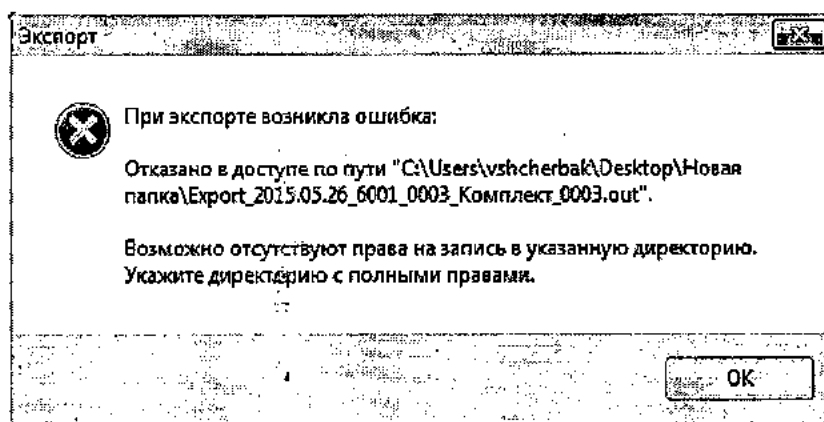 Экспорт
При экспорте возникла ошибка:
Отказано в доступе по пути "C:\Users\vshcherbak\Desktop\Новая
папка\Export_2015.05.26_6001_0003_Комплект_0003.out".
Возможно отсутствуют права на запись в указанную директорию.
Укажите директорию с полными правами.
OK